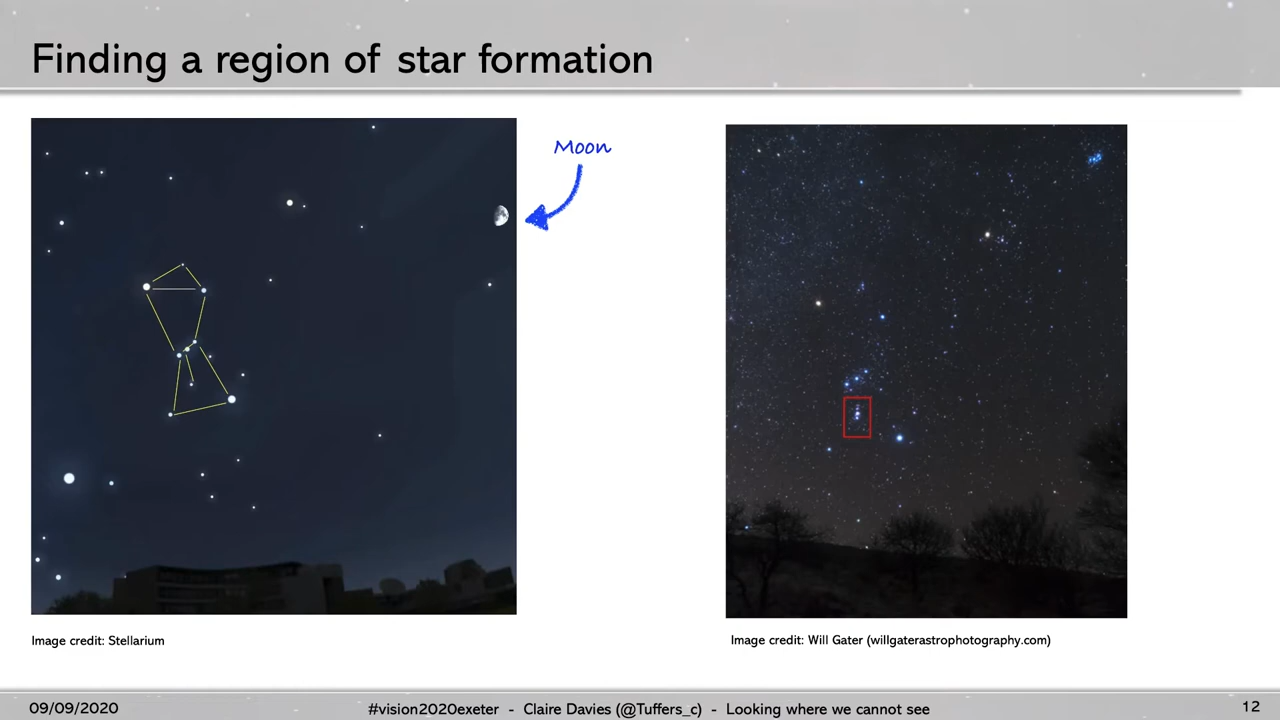 Finding a region of star formation
Moon
Image credit: Stellarium
Image credit: Will Gater (willgaterastrophotography.com)
09/09/2020
#vision2020exeter - Claire Davies (@Tuffers_c) - Looking where we cannot see
12